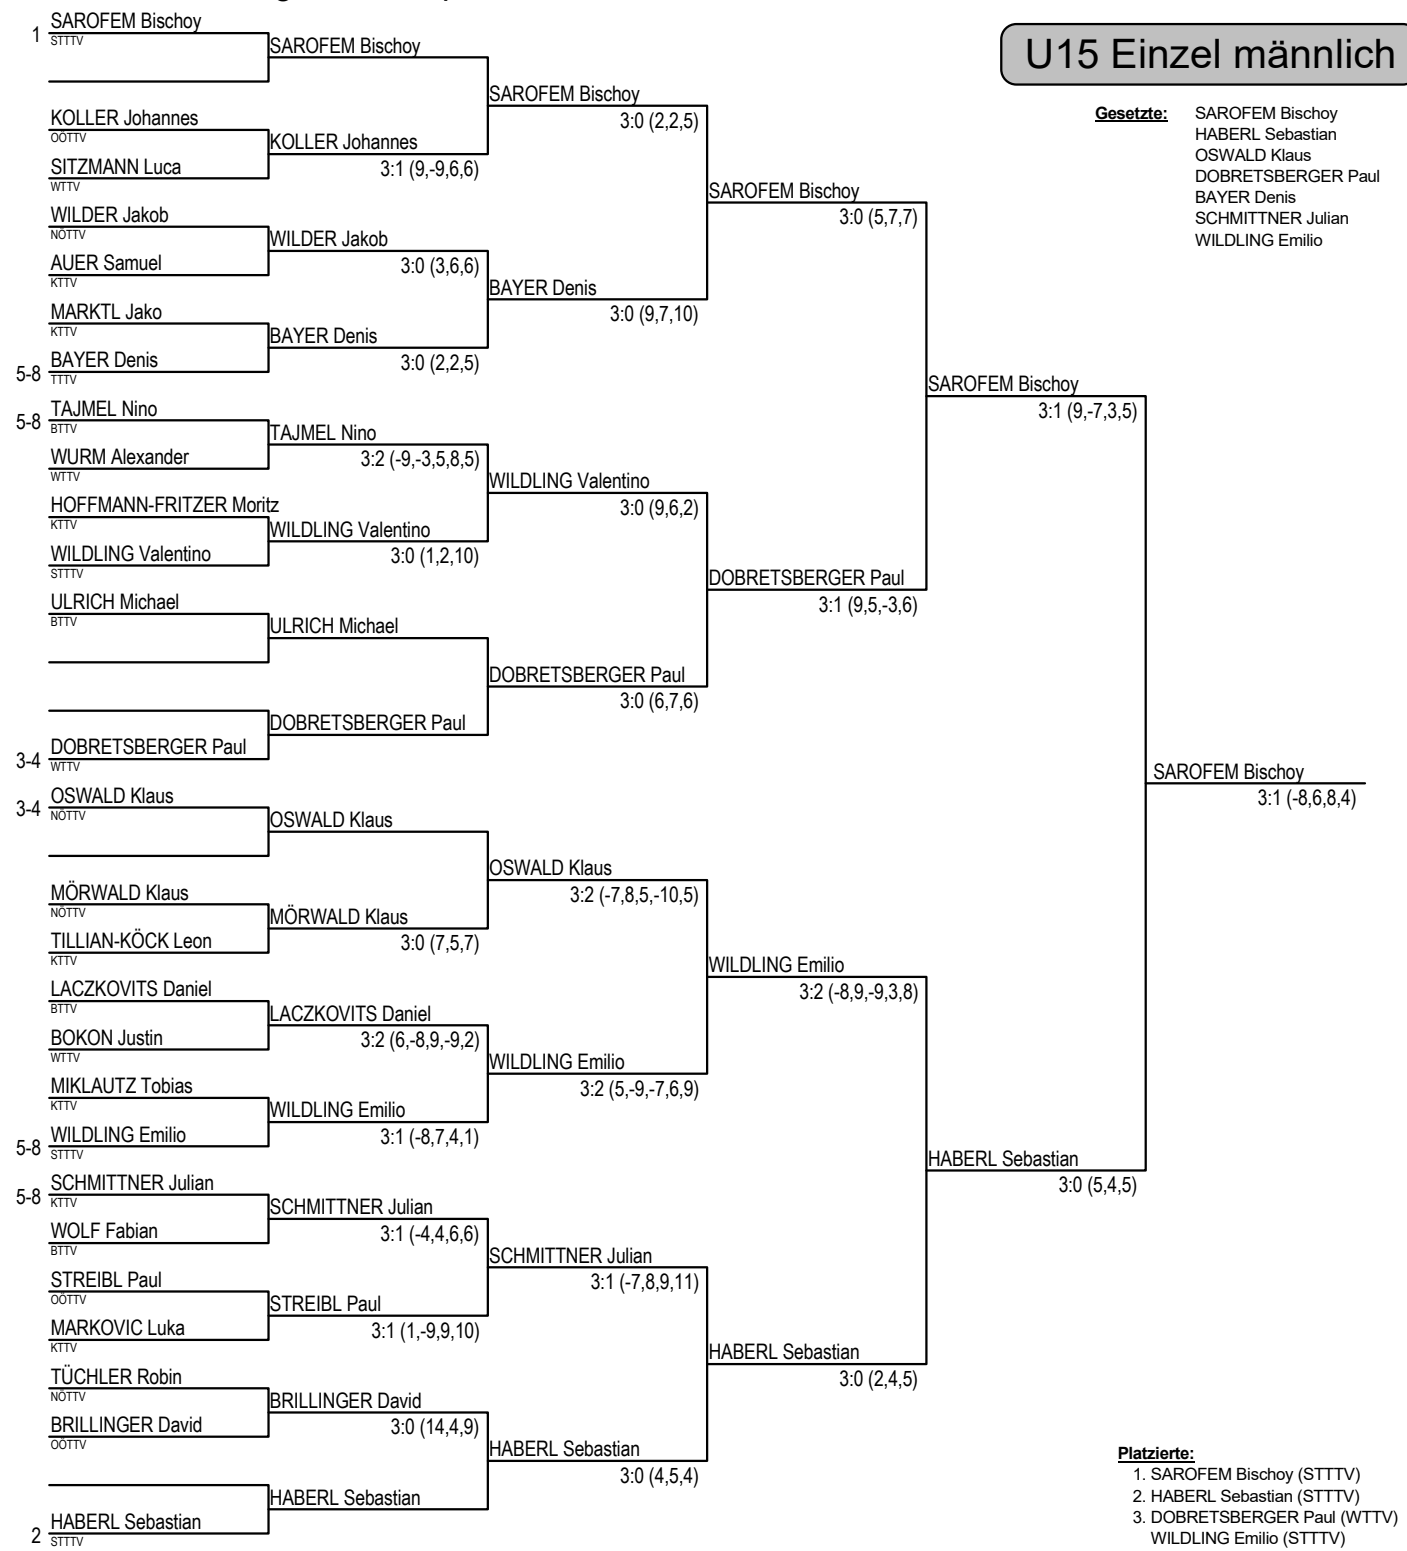 U15 Einzel männlich
Gesetzte: SAROFEM Bischoy
HABERL Sebastian
OSWALD Klaus
DOBRETSBERGER Paul
BAYER Denis
SCHMITTNER Julian
WILDLING Emilio
1 SAROFEM Bischoy
STTTV
KOLLER Johannes
OÖTTV
SITZMANN Luca
WTTV
WILDER Jakob
NÖTTV
AUER Samuel
KTTV
MARKTL Jako
KTTV
5-8 BAYER Denis
TTTV
5-8 TAJMEL Nino
BTTV
WURM Alexander
WTTV
HOFFMANN-FRITZER Moritz
KTTV
WILDLING Valentino
STTTV
ULRICH Michael
BTTV
3-4 DOBRETSBERGER Paul
WTTV
3-4 OSWALD Klaus
NÖTTV
MÖRWALD Klaus
NÖTTV
TILLIAN-KÖCK Leon
KTTV
LACZKOVITS Daniel
BTTV
BOKON Justin
WTTV
MIKLAUTZ Tobias
KTTV
5-8 WILDLING Emilio
STTTV
5-8 SCHMITTNER Julian
KTTV
WOLF Fabian
BTTV
STREIBL Paul
OÖTTV
MARKOVIC Luka
KTTV
TÜCHLER Robin
NÖTTV
BRILLINGER David
OÖTTV
2 HABERL Sebastian
STTTV
SAROFEM Bischoy
KOLLER Johannes
3:1 (9,-9,6,6)
WILDER Jakob
3:0 (3,6,6)
BAYER Denis
3:0 (2,2,5)
TAJMEL Nino
3:2 (-9,-3,5,8,5)
WILDLING Valentino
3:0 (1,2,10)
ULRICH Michael
DOBRETSBERGER Paul
OSWALD Klaus
MÖRWALD Klaus
3:0 (7,5,7)
LACZKOVITS Daniel
3:2 (6,-8,9,-9,2)
WILDLING Emilio
3:1 (-8,7,4,1)
SCHMITTNER Julian
3:1 (-4,4,6,6)
STREIBL Paul
3:1 (1,-9,9,10)
BRILLINGER David
3:0 (14,4,9)
HABERL Sebastian
SAROFEM Bischoy
3:0 (2,2,5)
BAYER Denis
3:0 (9,7,10)
WILDLING Valentino
3:0 (9,6,2)
DOBRETSBERGER Paul
3:0 (6,7,6)
OSWALD Klaus
3:2 (-7,8,5,-10,5)
WILDLING Emilio
3:2 (5,-9,-7,6,9)
SCHMITTNER Julian
3:1 (-7,8,9,11)
HABERL Sebastian
3:0 (4,5,4)
SAROFEM Bischoy
3:0 (5,7,7)
DOBRETSBERGER Paul
3:1 (9,5,-3,6)
WILDLING Emilio
3:2 (-8,9,-9,3,8)
HABERL Sebastian
3:0 (2,4,5)
SAROFEM Bischoy
3:1 (9,-7,3,5)
HABERL Sebastian
3:0 (5,4,5)
SAROFEM Bischoy
3:1 (-8,6,8,4)
Platzierte:
1. SAROFEM Bischoy (STTTV)
2. HABERL Sebastian (STTTV)
3. DOBRETSBERGER Paul (WTTV)
WILDLING Emilio (STTTV)